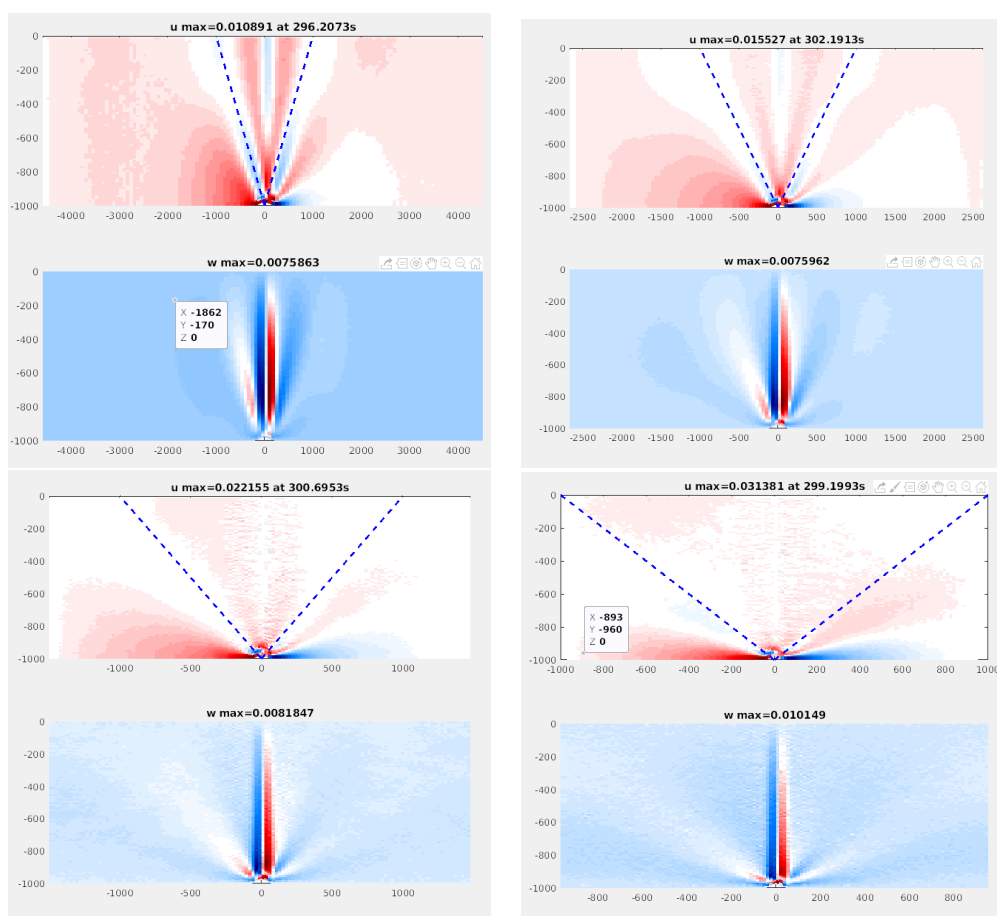 u max=0.010891 at 296.2073s
0
-200
-400
-600
-800
-1000
-4000 -3000 -2000 -1000 0 1000 2000 3000 4000
w max=0.0075863
0
-200
-400
-600
-800
-1000
X -1862
Y -170
Z 0
-4000 -3000 -2000 -1000 0 1000 2000 3000 4000
u max=0.015527 at 302.1913s
0
-200
-400
-600
-800
-1000
-2500 -2000 -1500 -1000 -500 0 500 1000 1500 2000 2500
w max=0.0075962
0
-200
-400
-600
-800
-1000
-2500 -2000 -1500 -1000 -500 0 500 1000 1500 2000 2500
u max=0.022155 at 300.6953s
0
-200
-400
-600
-800
-1000
-1000 -500 0 500 1000
w max=0.0081847
0
-200
-400
-600
-800
-1000
-1000 -500 0 500 1000
u max=0.031381 at 299.1993s
0
-200
-400
-600
-800
-1000
X -893
Y -960
Z 0
-1000 -800 -600 -400 -200 0 200 400 600 800 1000
w max=0.010149
0
-200
-400
-600
-800
-1000
-800 -600 -400 -200 0 200 400 600 800